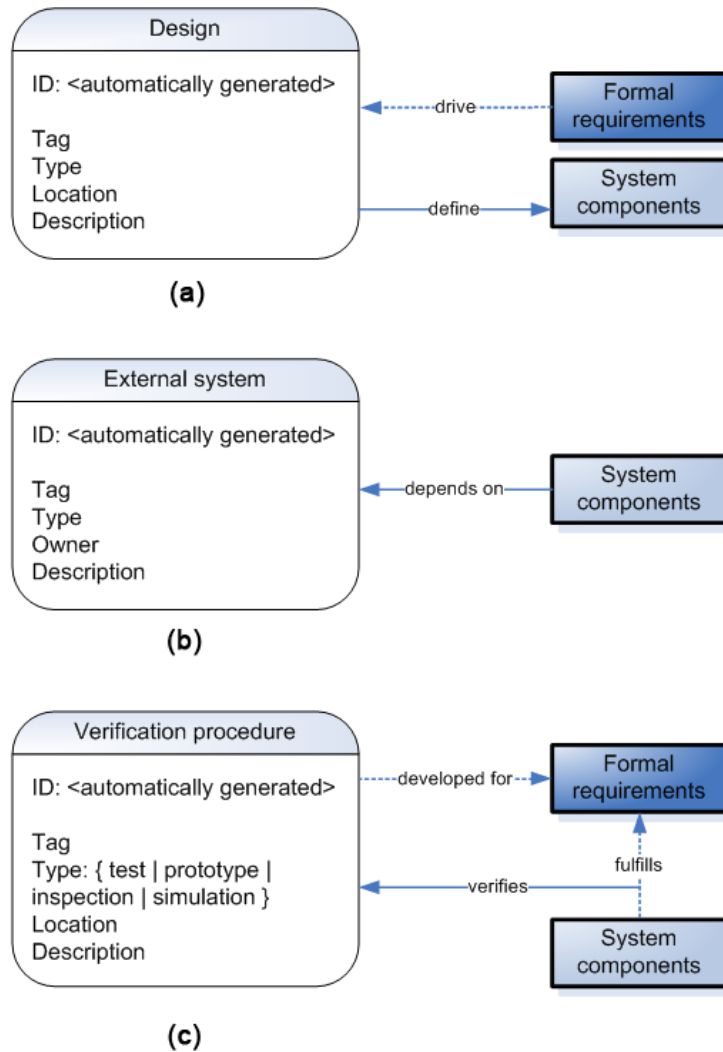 Design
ID: <automatically generated>
Tag
Type
Location
Description
drive
Formal
requirements
define
System
components
(a)
External system
ID: <automatically generated>
Tag
Type
Owner
Description
depends on
System
components
(b)
Verification procedure
ID: <automatically generated>
Tag
Type: { test | prototype |
inspection | simulation }
Location
Description
developed for
Formal
requirements
fulfills
verifies
System
components
(c)